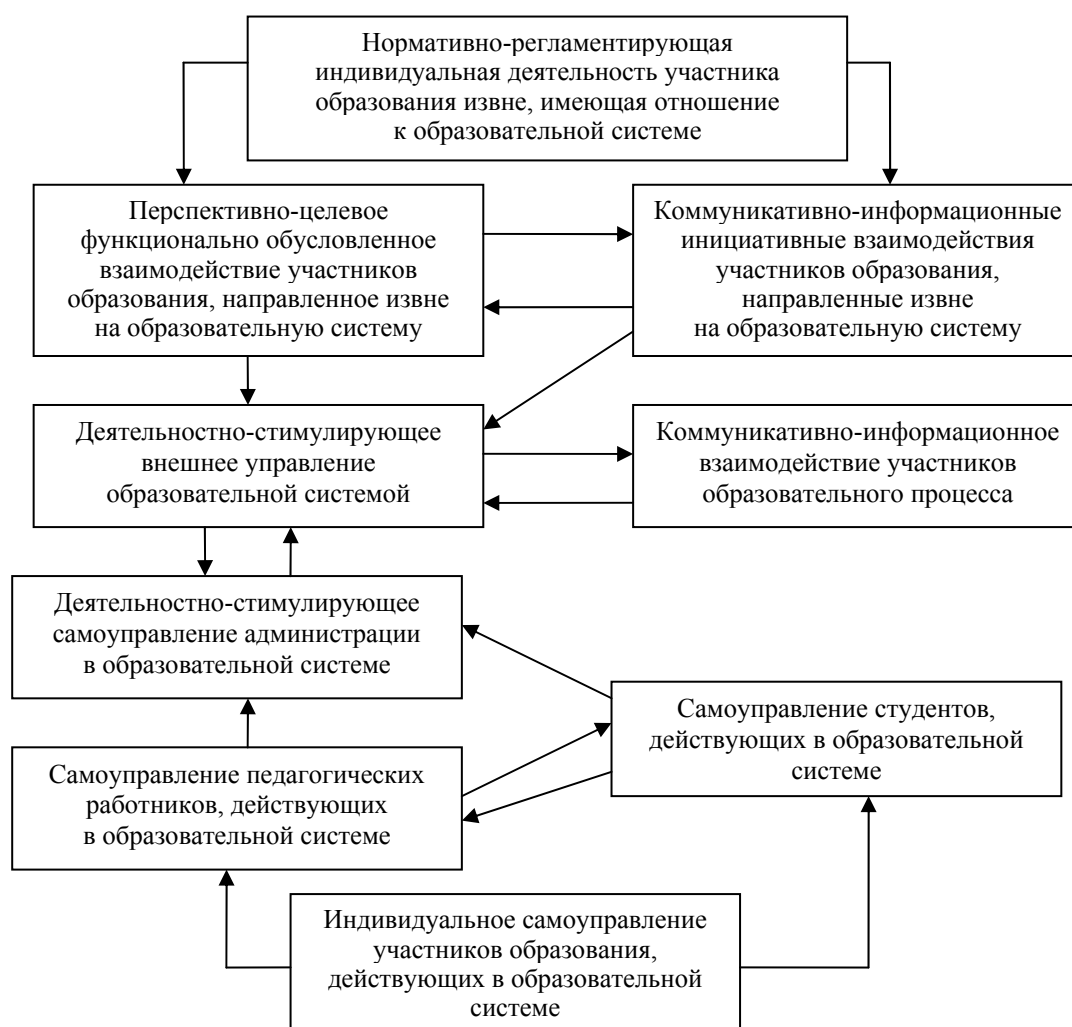 Нормативно-регламентирующая
индивидуальная деятельность участника
образования извне, имеющая отношение
к образовательной системе
Перспективно-целевое
функционально обусловленное
взаимодействие участников
образования, направленное извне
на образовательную систему
Коммуникативно-информационные
инициативные взаимодействия
участников образования,
направленные извне
на образовательную систему
Деятельностно-стимулирующее
внешнее управление
образовательной системой
Коммуникативно-информационное
взаимодействие участников
образовательного процесса
Деятельностно-стимулирующее
самоуправление администрации
в образовательной системе
Самоуправление студентов,
действующих в образовательной
системе
Самоуправление педагогических
работников, действующих
в образовательной системе
Индивидуальное самоуправление
участников образования,
действующих в образовательной
системе